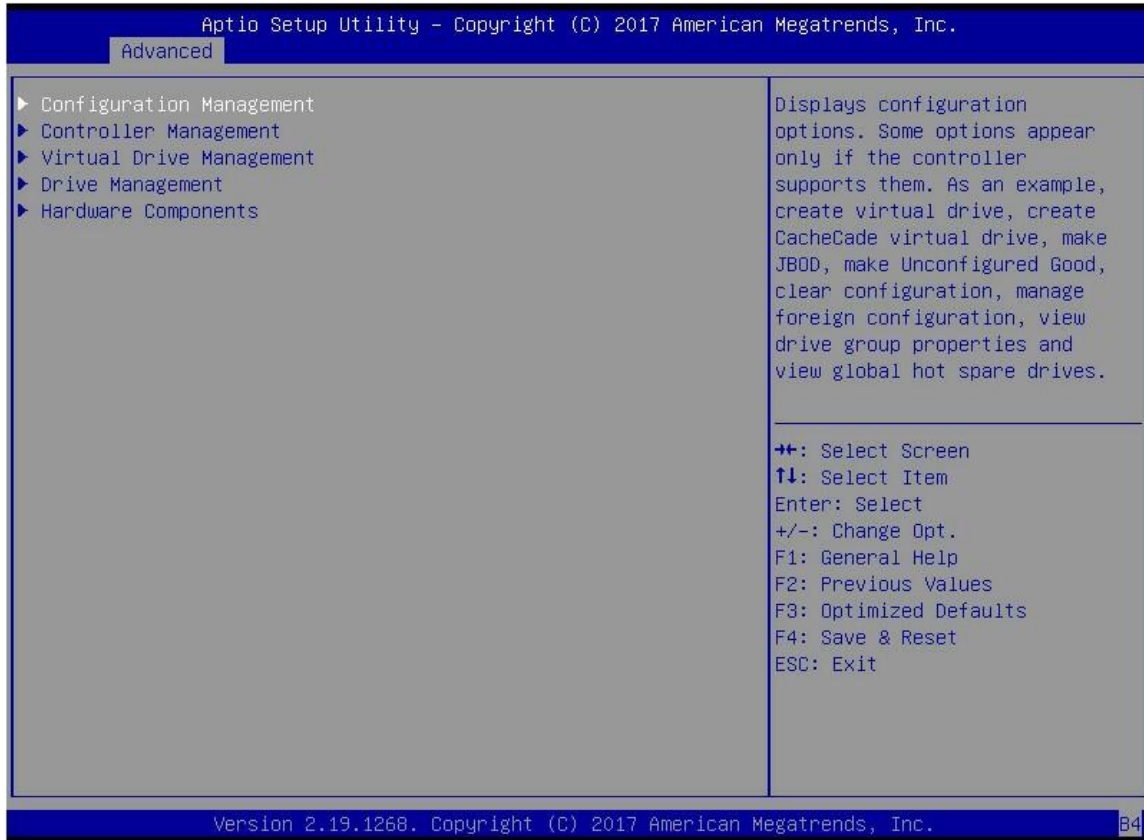 Aptio Setup Utility – Copyright (C) 2017 American Megatrends, Inc.
Advanced
▶ Configuration Management
▶ Controller Management
▶ Virtual Drive Management
▶ Drive Management
▶ Hardware Components
Displays configuration
options. Some options appear
only if the controller
supports them. As an example,
create virtual drive, create
CacheCade virtual drive, make
JBOD, make Unconfigured Good,
clear configuration, manage
foreign configuration, view
drive group properties and
view global hot spare drives.
→←: Select Screen
↑↓: Select Item
Enter: Select
+/-: Change Opt.
F1: General Help
F2: Previous Values
F3: Optimized Defaults
F4: Save & Reset
ESC: Exit
Version 2.19.1268. Copyright (C) 2017 American Megatrends, Inc.
B4